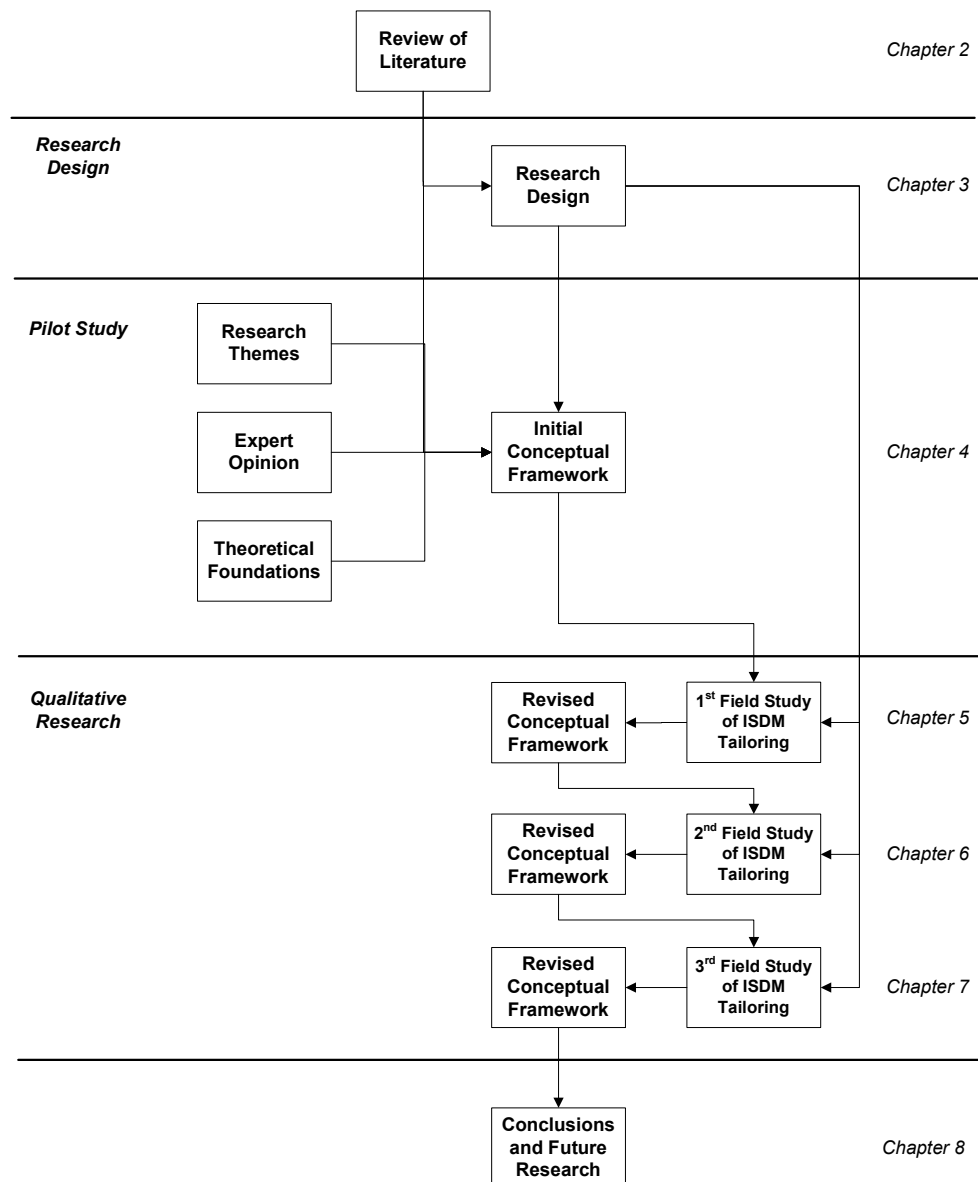 Review of
Literature
Chapter 2
Research
Design
Research
Design
Chapter 3
Pilot Study
Research
Themes
Expert
Opinion
Theoretical
Foundations
Initial
Conceptual
Framework
Chapter 4
Qualitative
Research
Revised
Conceptual
Framework
1st Field Study
of ISDM
Tailoring
Chapter 5
Revised
Conceptual
Framework
2nd Field Study
of ISDM
Tailoring
Chapter 6
Revised
Conceptual
Framework
3rd Field Study
of ISDM
Tailoring
Chapter 7
Conclusions
and Future
Research
Chapter 8